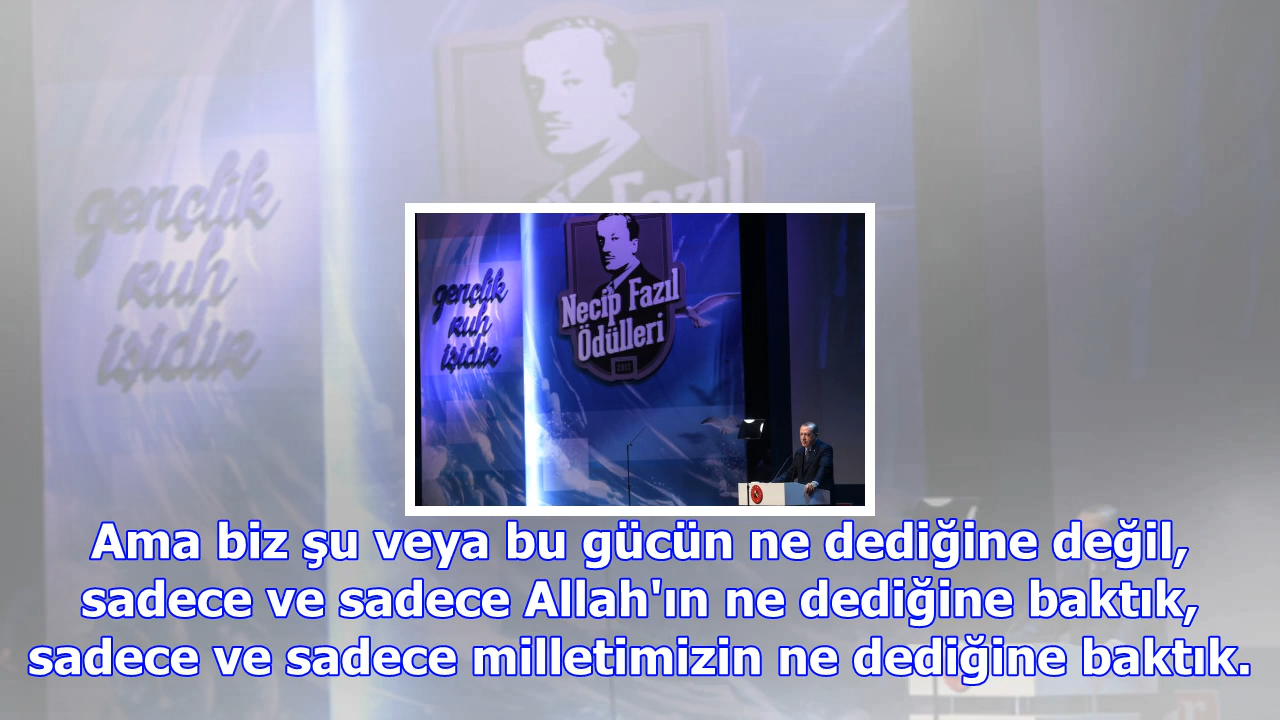 gençlik
ruh
işidir
Necip Fazıl
Ödülleri
Ama biz şu veya bu gücün ne dediğine değil,
sadece ve sadece Allah'ın ne dediğine baktık,
sadece ve sadece milletimizin ne dediğine baktık.